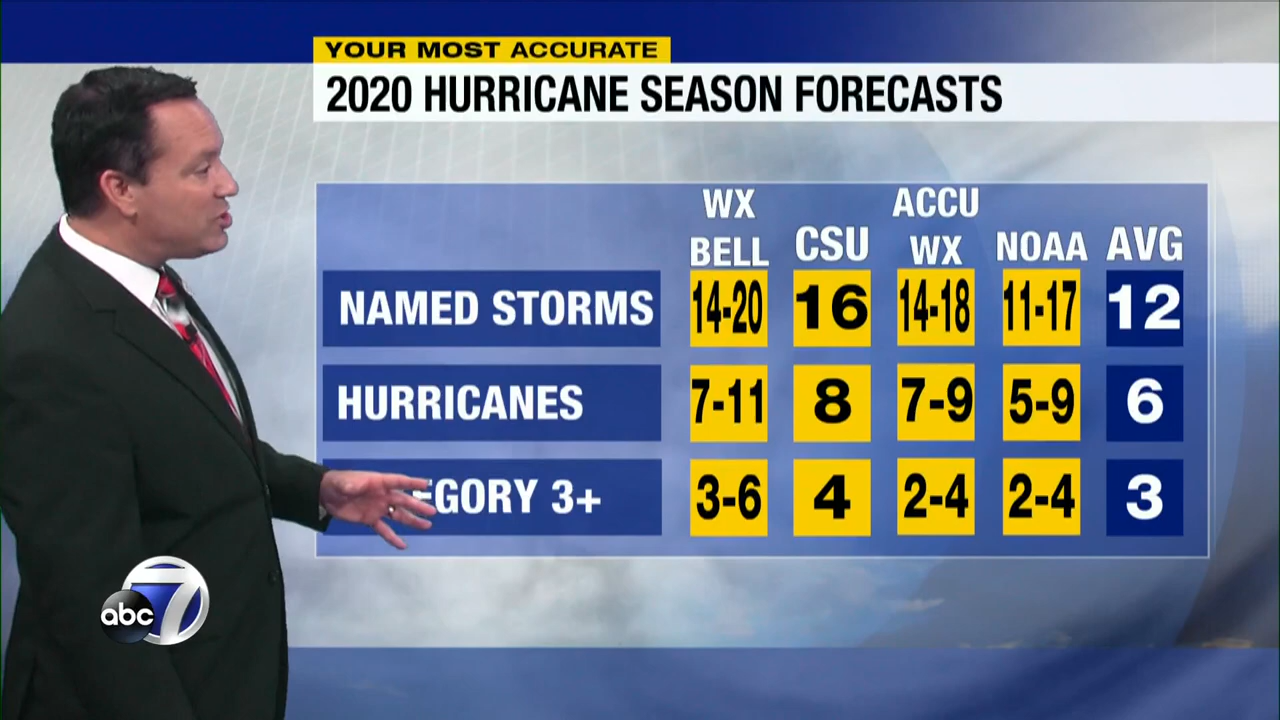 YOUR MOST ACCURATE
2020 HURRICANE SEASON FORECASTS
WX BELL CSU ACCU WX NOAA AVG
NAMED STORMS 14-20 16 14-18 11-17 12
HURRICANES 7-11 8 7-9 5-9 6
EGORY 3+ 3-6 4 2-4 2-4 3
abc 7